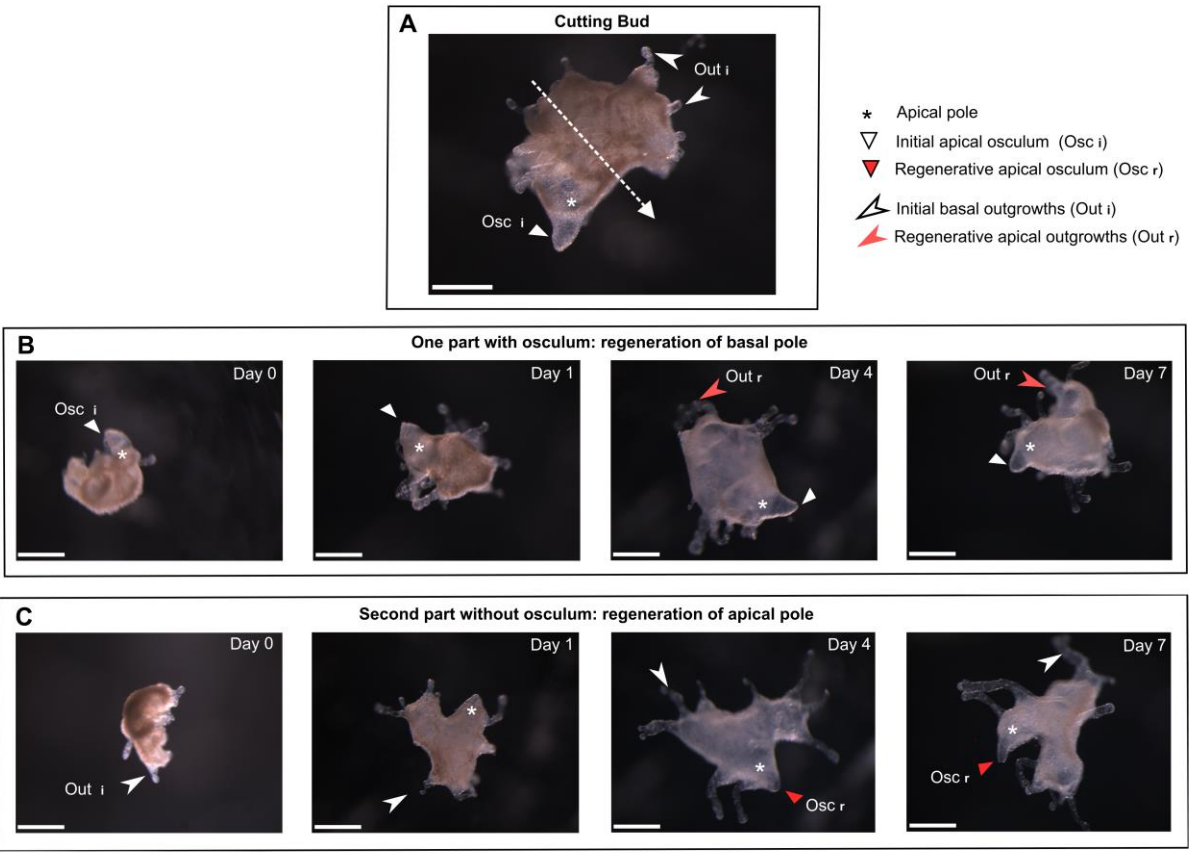 A
Cutting Bud
Out i
Osc i
*
* Apical pole
Initial apical osculum (Osc i)
Regenerative apical osculum (Osc r)
Initial basal outgrowths (Out i)
Regenerative apical outgrowths (Out r)
B
One part with osculum: regeneration of basal pole
Day 0
Osc i
*
Day 1
*
Day 4
Out r
*
Day 7
Out r
*
C
Second part without osculum: regeneration of apical pole
Day 0
Out i
Day 1
*
Day 4
*
Osc r
Day 7
*
Osc r